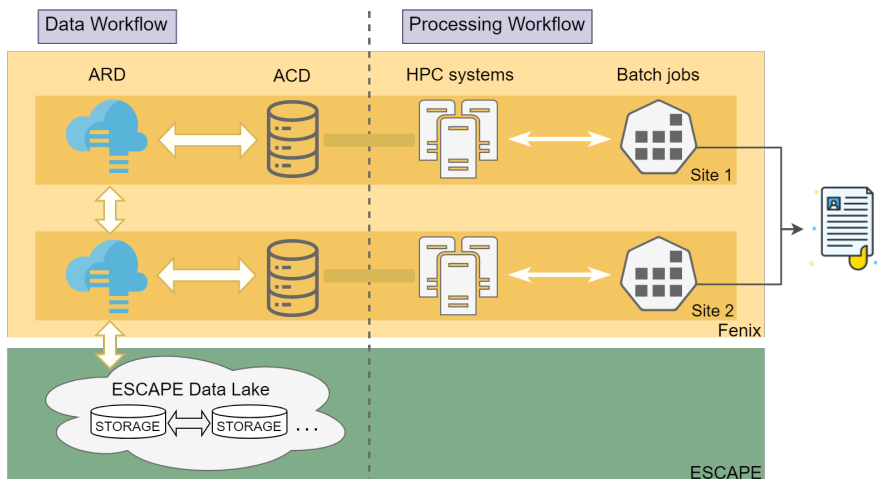 Data Workflow
Processing Workflow
ARD
ACD
HPC systems
Batch jobs
Site 1
Site 2
Fenix
ESCAPE Data Lake
STORAGE
STORAGE
...
ESCAPE